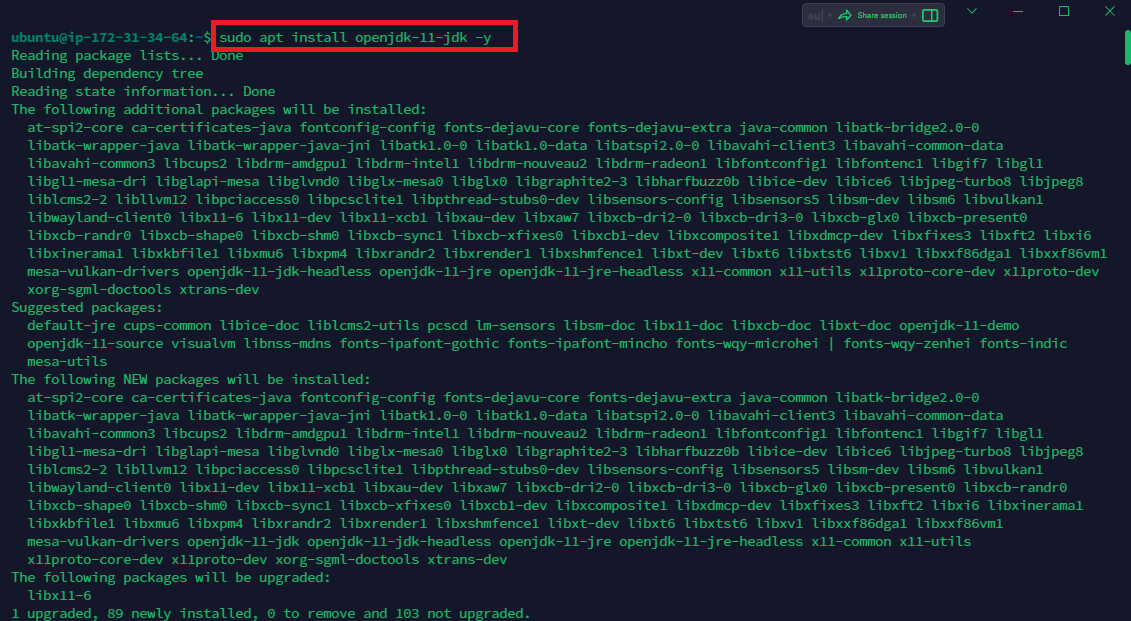 au| Share session
ubuntu@ip-172-31-34-64:~$ sudo apt install openjdk-11-jdk -y
Reading package lists... Done
Building dependency tree
Reading state information... Done
The following additional packages will be installed:
at-spi2-core ca-certificates-java fontconfig-config fonts-dejavu-core fonts-dejavu-extra java-common libatk-bridge2.0-0
libatk-wrapper-java libatk-wrapper-java-jni libatk1.0-0 libatk1.0-data libatspi2.0-0 libavahi-client3 libavahi-common-data
libavahi-common3 libcups2 libdrm-amdgpu1 libdrm-intel1 libdrm-nouveau2 libdrm-radeon1 libfontconfig1 libfontenc1 libgif7 libgl1
libgl1-mesa-dri libglapi-mesa libglvnd0 libglx-mesa0 libglx0 libgraphite2-3 libharfbuzz0b libice-dev libice6 libjpeg-turbo8 libjpeg8
liblcms2-2 libllvm12 libpciaccess0 libpcsclite1 libpthread-stubs0-dev libsensors-config libsensors5 libsm-dev libsm6 libvulkan1
libwayland-client0 libx11-6 libx11-dev libx11-xcb1 libxau-dev libxaw7 libxcb-dri2-0 libxcb-dri3-0 libxcb-glx0 libxcb-present0
libxcb-randr0 libxcb-shape0 libxcb-shm0 libxcb-sync1 libxcb-xfixes0 libxcb1-dev libxcomposite1 libxdmcp-dev libxfixes3 libxft2 libxi6
libxinerama1 libxkbfile1 libxmu6 libxpm4 libxrandr2 libxrender1 libxshmfence1 libxt-dev libxt6 libxtst6 libxv1 libxxf86dga1 libxxf86vm1
mesa-vulkan-drivers openjdk-11-jdk-headless openjdk-11-jre openjdk-11-jre-headless x11-common x11-utils x11proto-core-dev x11proto-dev
xorg-sgml-doctools xtrans-dev
Suggested packages:
default-jre cups-common libice-doc liblcms2-utils pcscd lm-sensors libsm-doc libx11-doc libxcb-doc libxt-doc openjdk-11-demo
openjdk-11-source visualvm libnss-mdns fonts-ipafont-gothic fonts-ipafont-mincho fonts-wqy-microhei | fonts-wqy-zenhei fonts-indic
mesa-utils
The following NEW packages will be installed:
at-spi2-core ca-certificates-java fontconfig-config fonts-dejavu-core fonts-dejavu-extra java-common libatk-bridge2.0-0
libatk-wrapper-java libatk-wrapper-java-jni libatk1.0-0 libatk1.0-data libatspi2.0-0 libavahi-client3 libavahi-common-data
libavahi-common3 libcups2 libdrm-amdgpu1 libdrm-intel1 libdrm-nouveau2 libdrm-radeon1 libfontconfig1 libfontenc1 libgif7 libgl1
libgl1-mesa-dri libglapi-mesa libglvnd0 libglx-mesa0 libglx0 libgraphite2-3 libharfbuzz0b libice-dev libice6 libjpeg-turbo8 libjpeg8
liblcms2-2 libllvm12 libpciaccess0 libpcsclite1 libpthread-stubs0-dev libsensors-config libsensors5 libsm-dev libsm6 libvulkan1
libwayland-client0 libx11-dev libx11-xcb1 libxau-dev libxaw7 libxcb-dri2-0 libxcb-dri3-0 libxcb-glx0 libxcb-present0 libxcb-randr0
libxcb-shape0 libxcb-shm0 libxcb-sync1 libxcb-xfixes0 libxcb1-dev libxcomposite1 libxdmcp-dev libxfixes3 libxft2 libxi6 libxinerama1
libxkbfile1 libxmu6 libxpm4 libxrandr2 libxrender1 libxshmfence1 libxt-dev libxt6 libxtst6 libxv1 libxxf86dga1 libxxf86vm1
mesa-vulkan-drivers openjdk-11-jdk openjdk-11-jdk-headless openjdk-11-jre openjdk-11-jre-headless x11-common x11-utils
x11proto-core-dev x11proto-dev xorg-sgml-doctools xtrans-dev
The following packages will be upgraded:
libx11-6
1 upgraded, 89 newly installed, 0 to remove and 103 not upgraded.